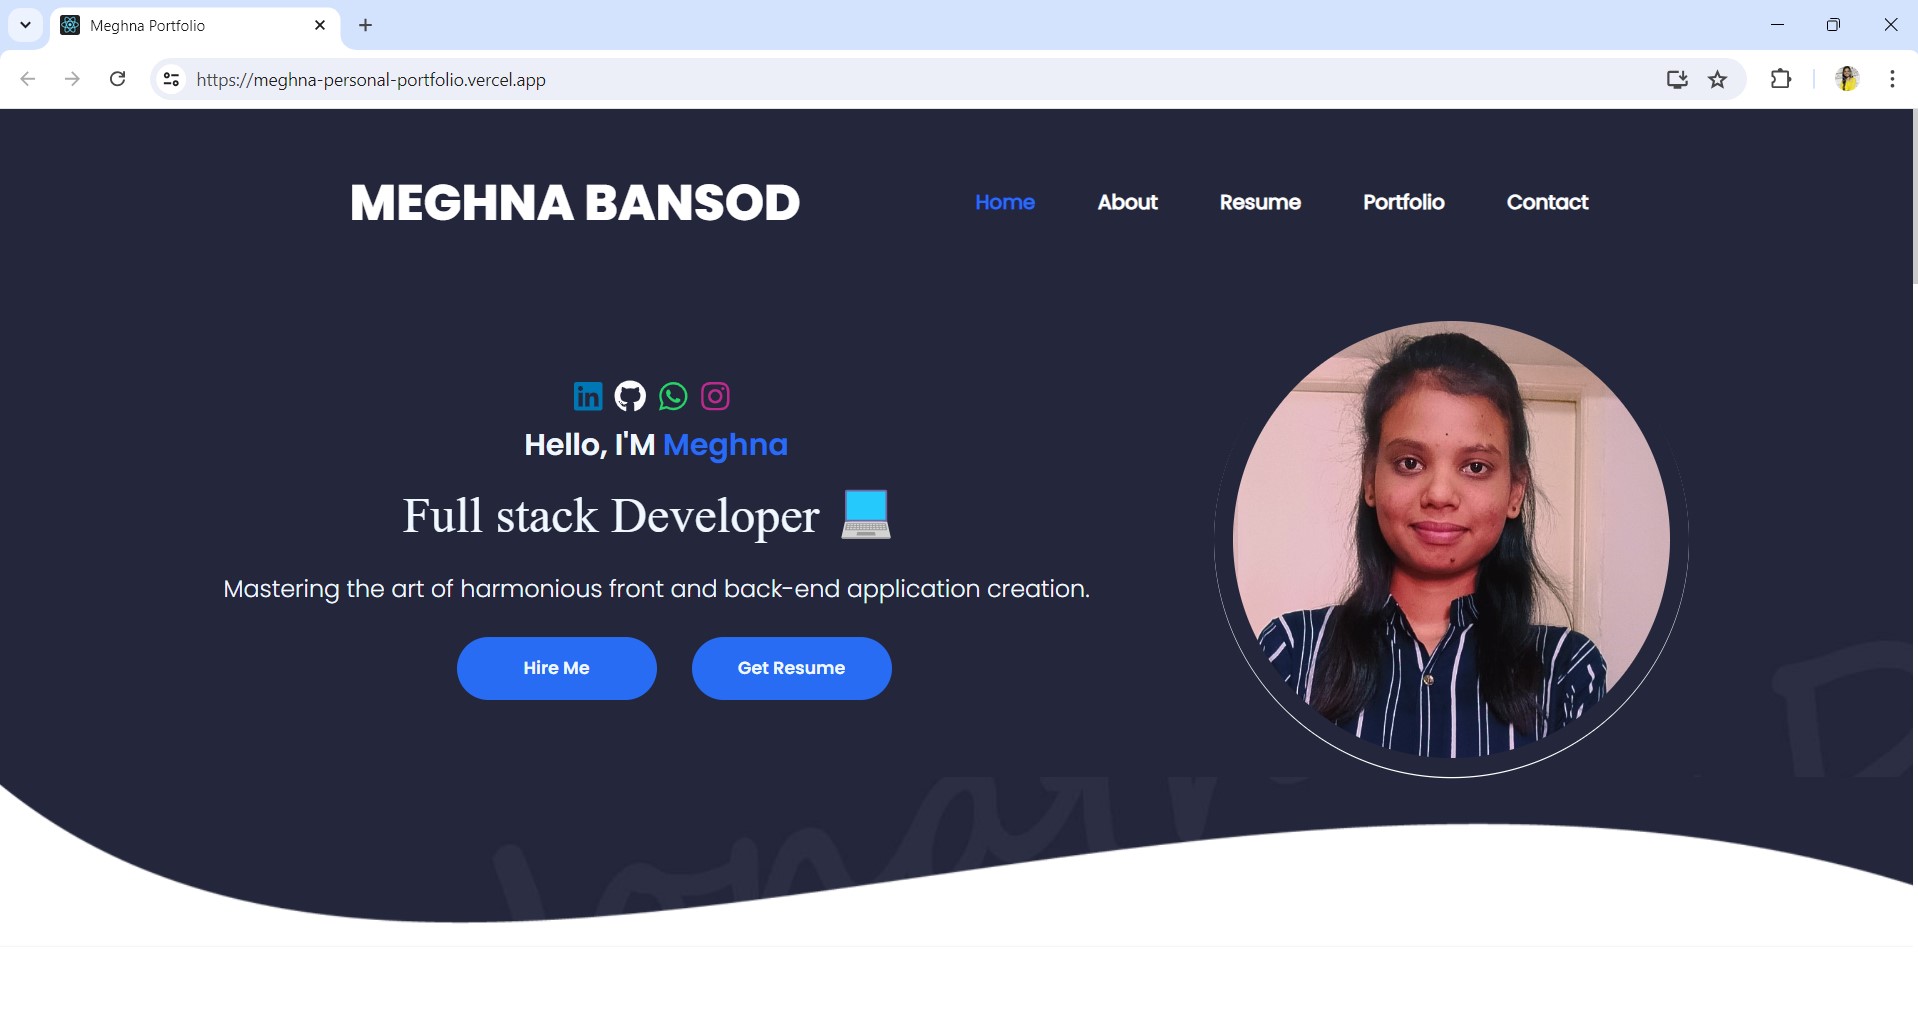 Meghna Portfolio
https://meghna-personal-portfolio.vercel.app
MEGHNA BANSOD
Home About Resume Portfolio Contact
in
Hello, I'M Meghna
Full stack Developer
Mastering the art of harmonious front and back-end application creation.
Hire Me Get Resume